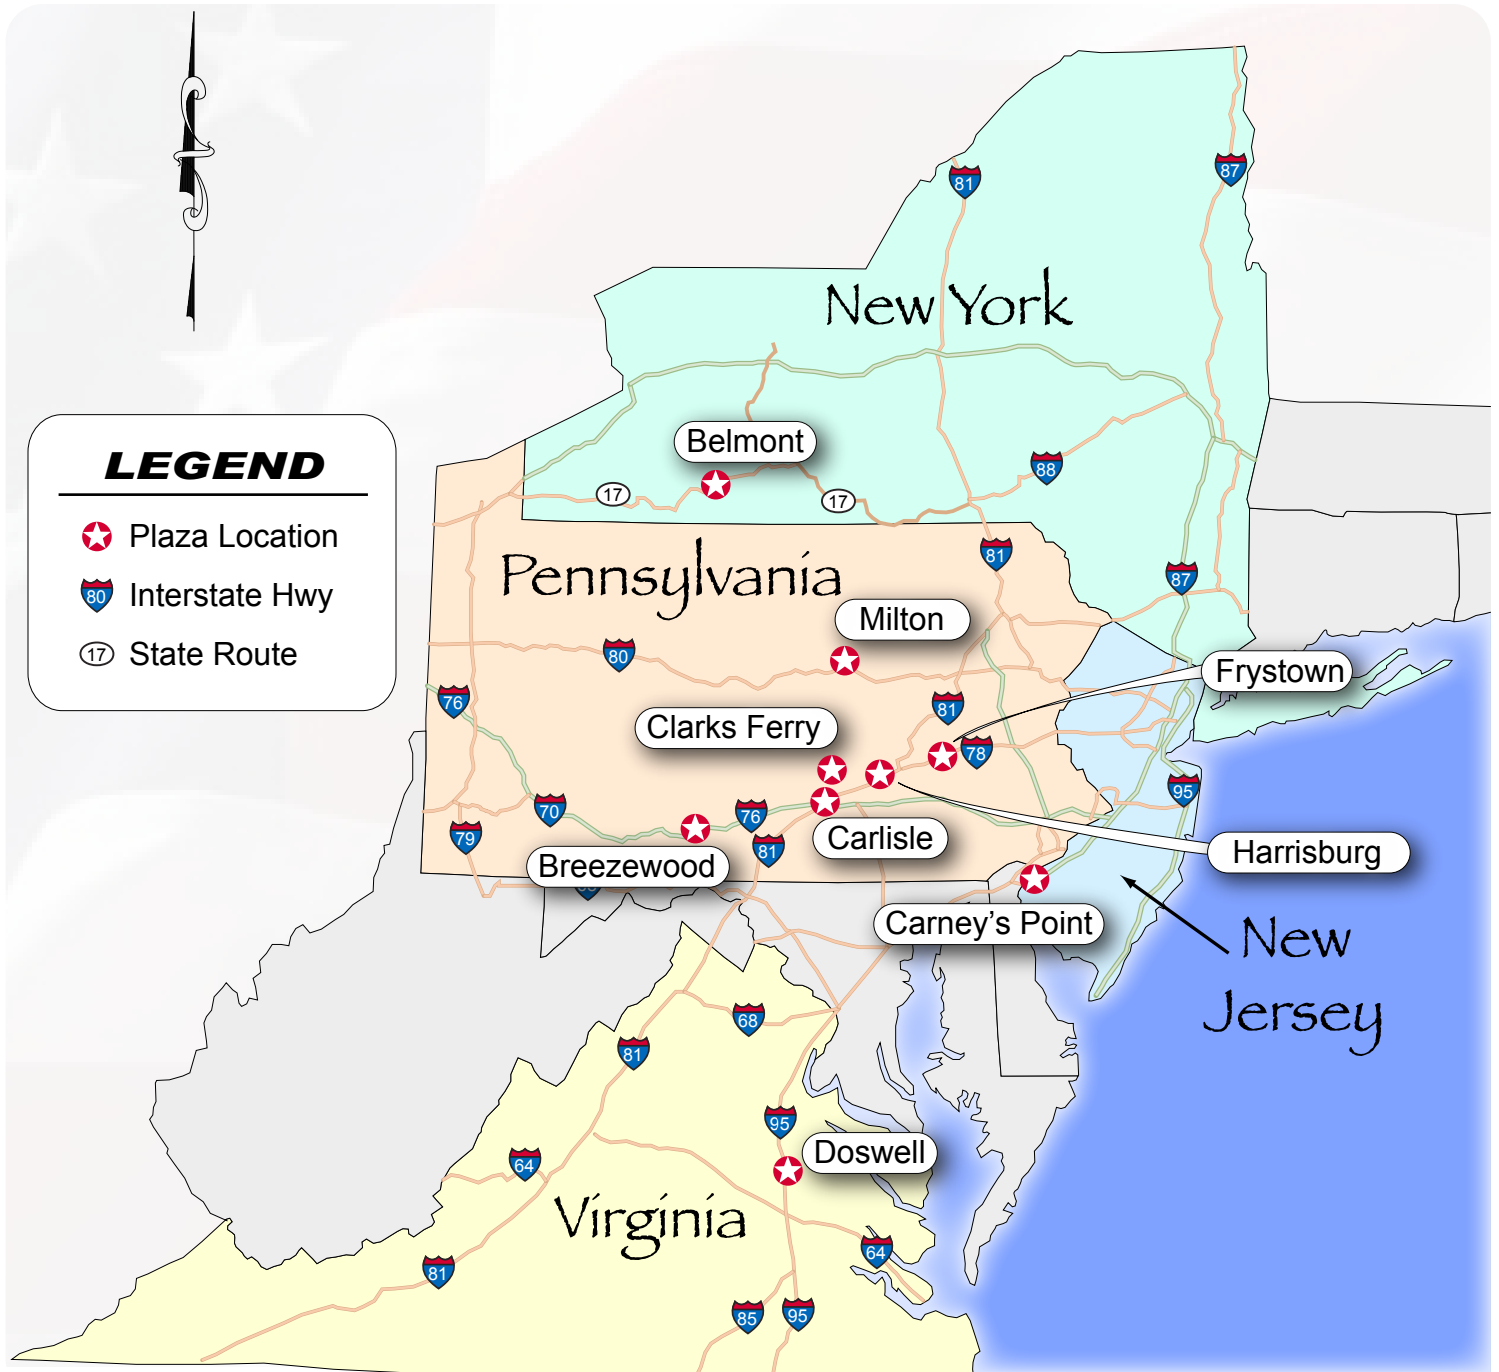 81
87
New York
LEGEND
Plaza Location
80
Interstate Hwy
17
State Route
Belmont
88
17
17
Pennsylvania
81
87
Milton
80
Frystown
76
81
Clarks Ferry
78
95
70
76
79
81
Carlisle
Harrisburg
Breezewood
Carney's Point
New
Jersey
68
81
95
Doswell
64
Virginia
64
81
85
95